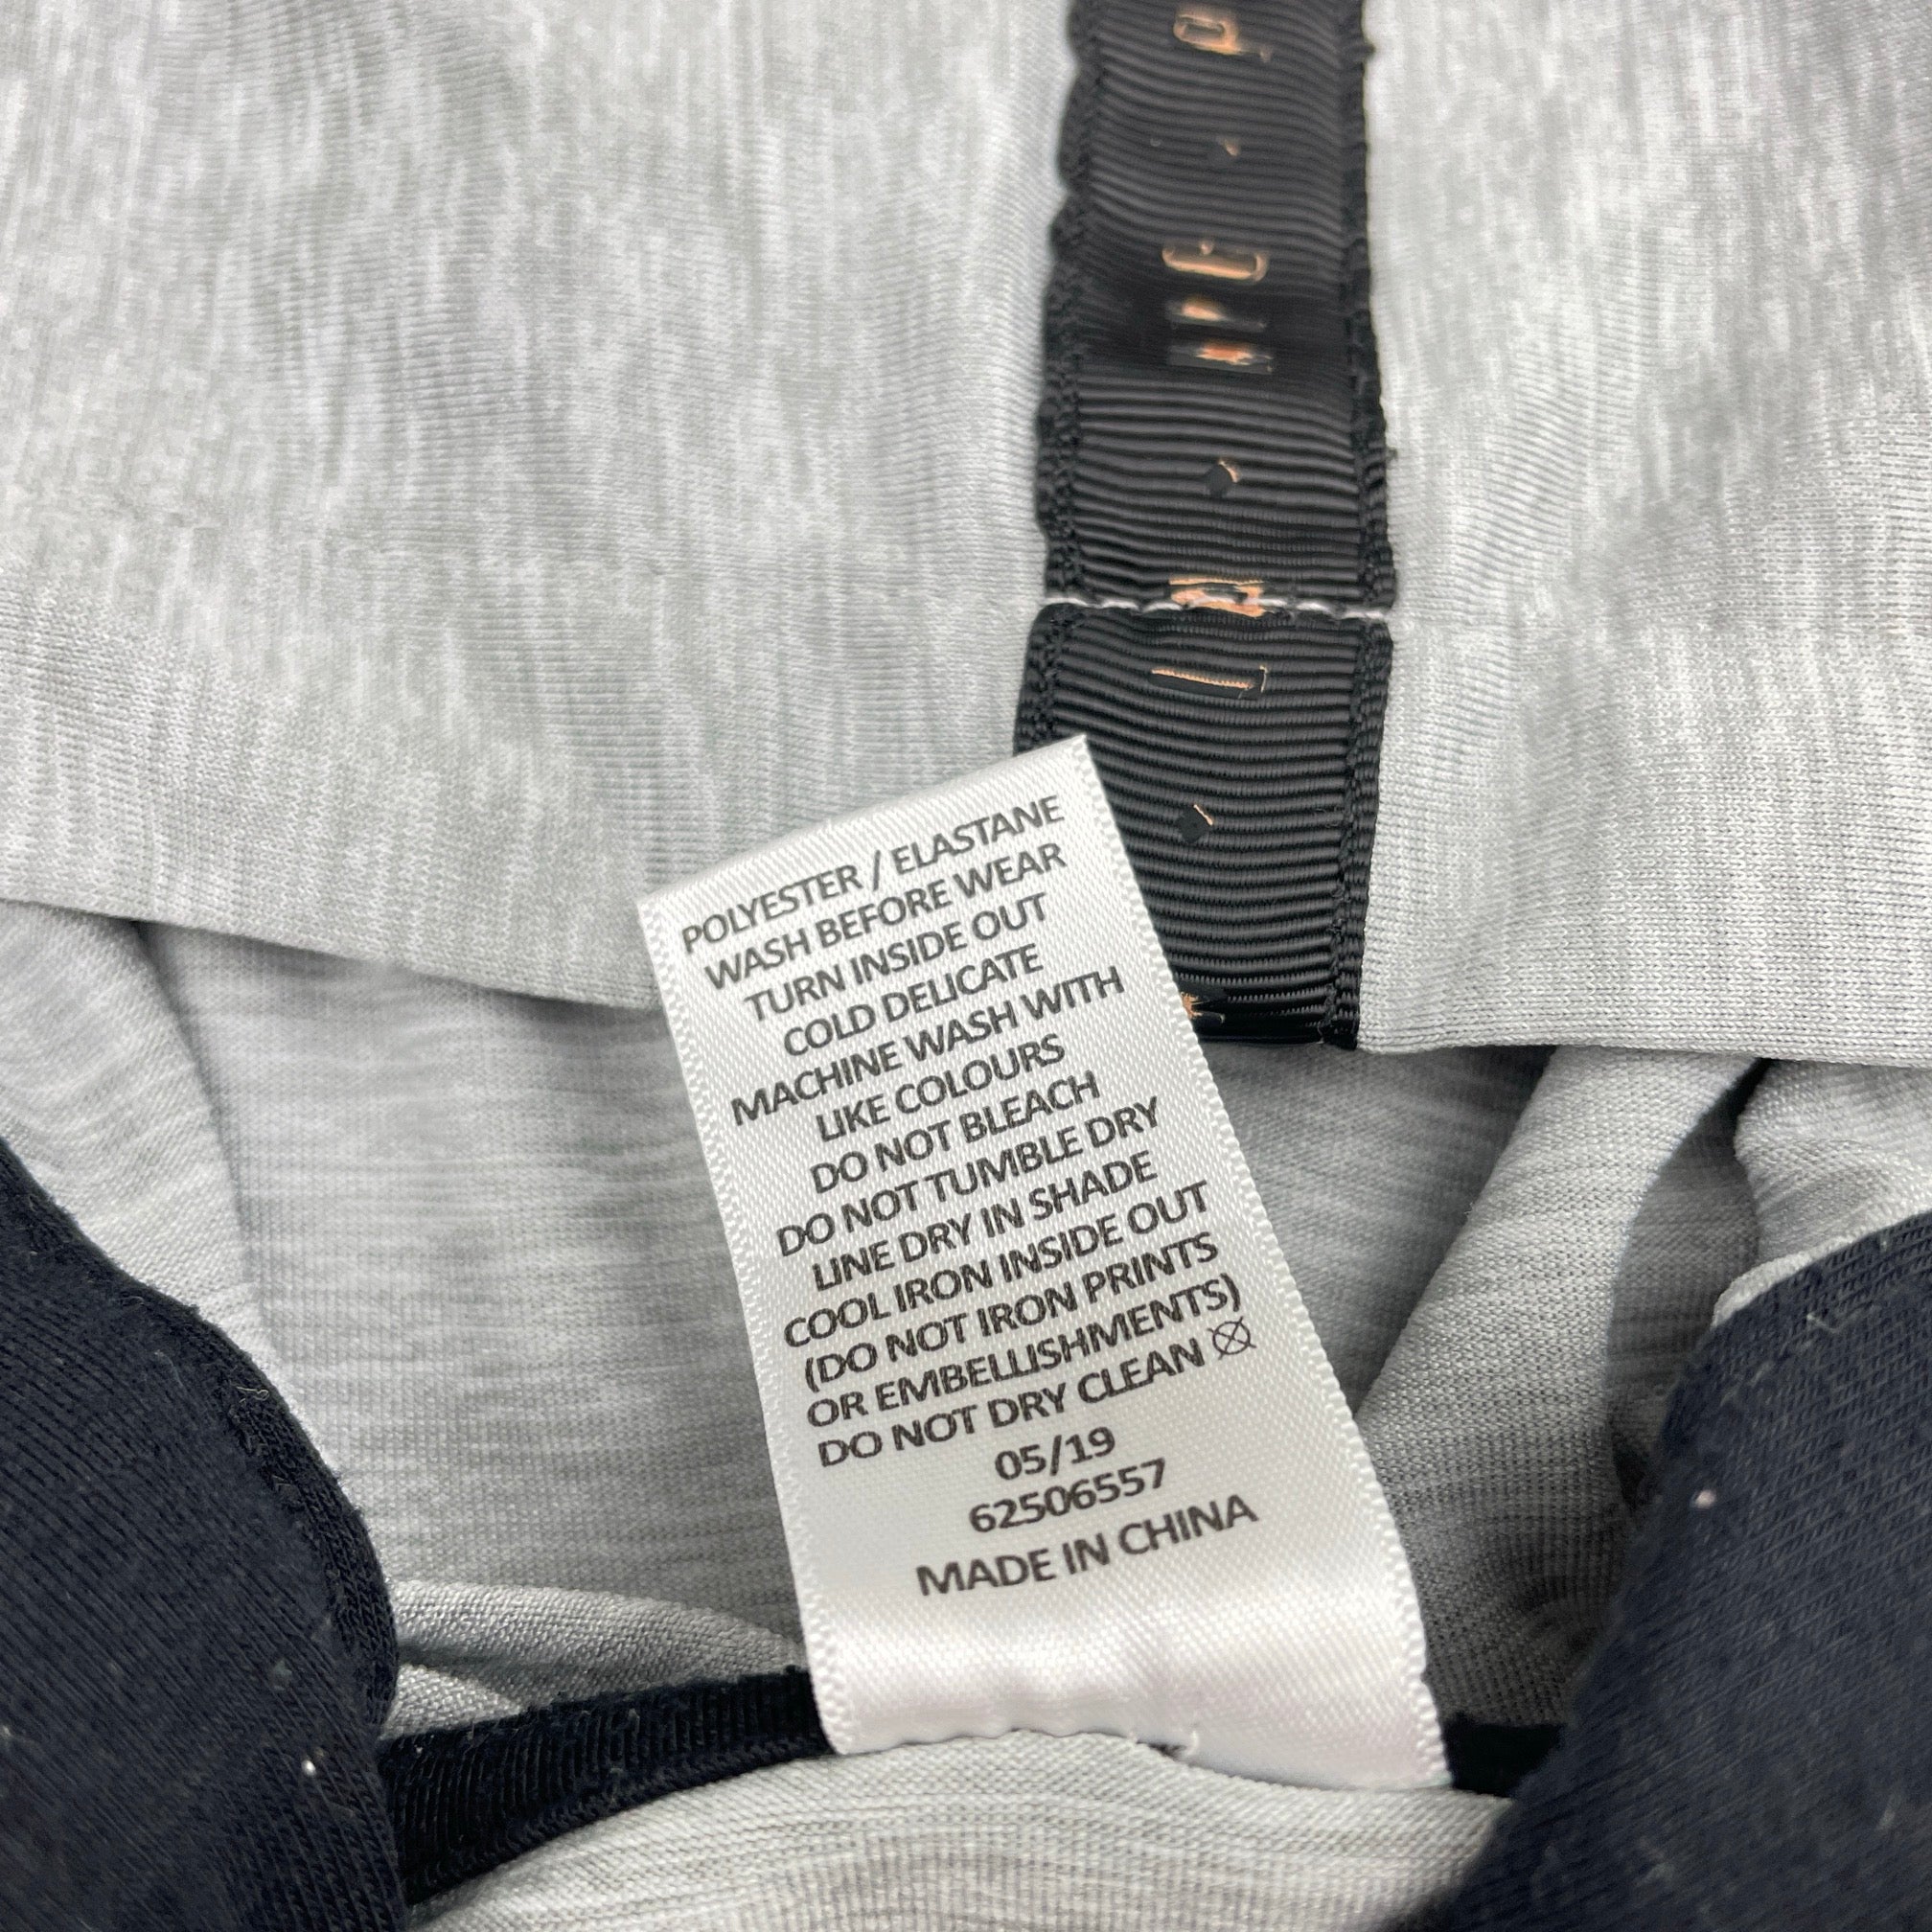 POLYESTER / ELASTANE
WASH BEFORE WEAR
TURN INSIDE OUT
COLD DELICATE
MACHINE WASH WITH
LIKE COLOURS
DO NOT BLEACH
DO NOT TUMBLE DRY
LINE DRY IN SHADE
COOL IRON INSIDE OUT
(DO NOT IRON PRINTS
OR EMBELLISHMENTS)
DO NOT DRY CLEAN
05/19
62506557
MADE IN CHINA